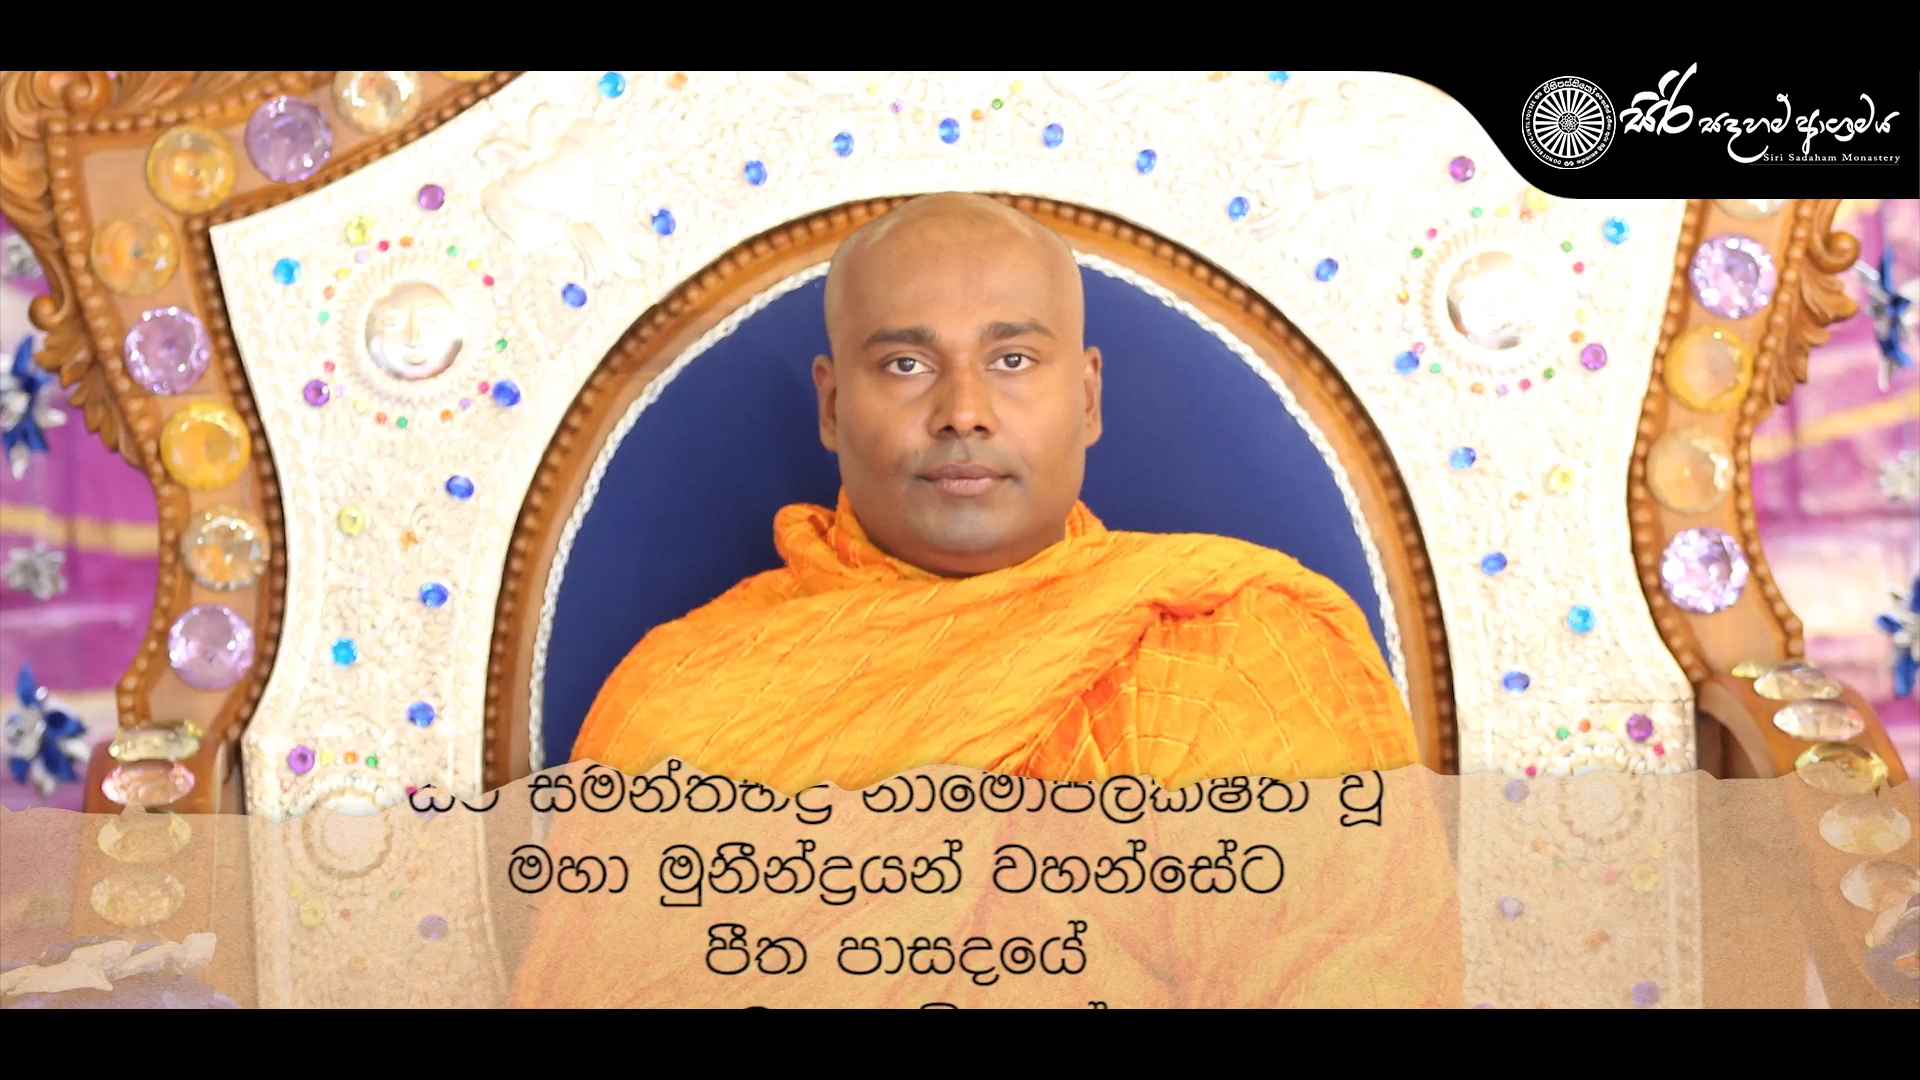 සිරි සදහම් ආශ්‍රමය
Siri Sadaham Monastery
සමන්තභද්‍ර නාමෝපලක්ෂිත වූ
මහා මුනීන්ද්‍රයන් වහන්සේට
පීත පාසදයේ